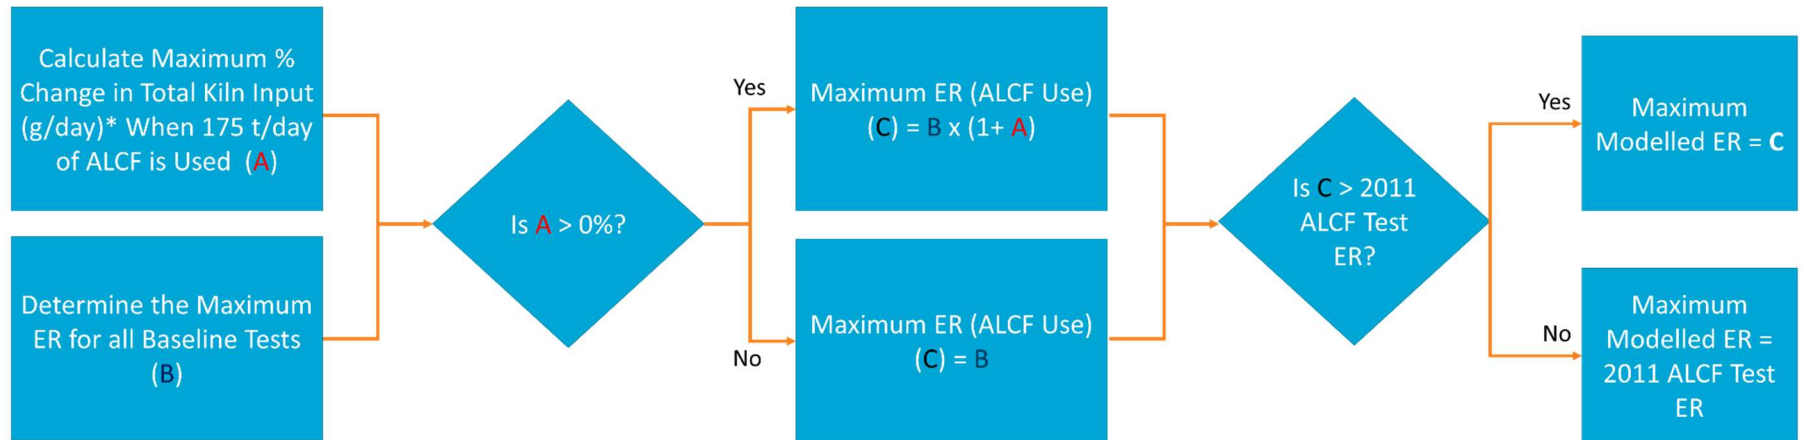 Calculate Maximum %
Change in Total Kiln Input
(g/day)* When 175 t/day
of ALCF is Used (A)
Determine the Maximum
ER for all Baseline Tests
(B)
Is A > 0%?
Yes
No
Maximum ER (ALCF Use)
(C) = B x (1+ A)
Maximum ER (ALCF Use)
(C) = B
Is C > 2011
ALCF Test
ER?
Yes
No
Maximum
Modelled ER = C
Maximum
Modelled ER =
2011 ALCF Test
ER